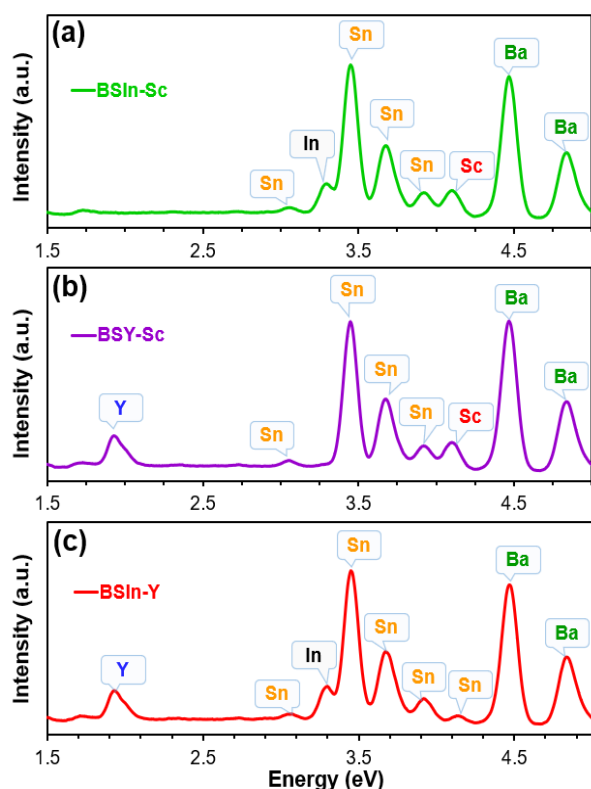 (a)
Sn
Ba
BSIn-Sc
Sn
In
Ba
Sn
Sn
Sc
Intensity (a.u.)
1.5 2.5 3.5 4.5
(b)
Sn
Ba
BSY-Sc
Sn
Ba
Y
Sn
Sn
Sc
Intensity (a.u.)
1.5 2.5 3.5 4.5
(c)
Sn
Ba
BSIn-Y
Sn
Ba
Y
In
Sn
Sn
Sn
Intensity (a.u.)
1.5 2.5 3.5 4.5
Energy (eV)